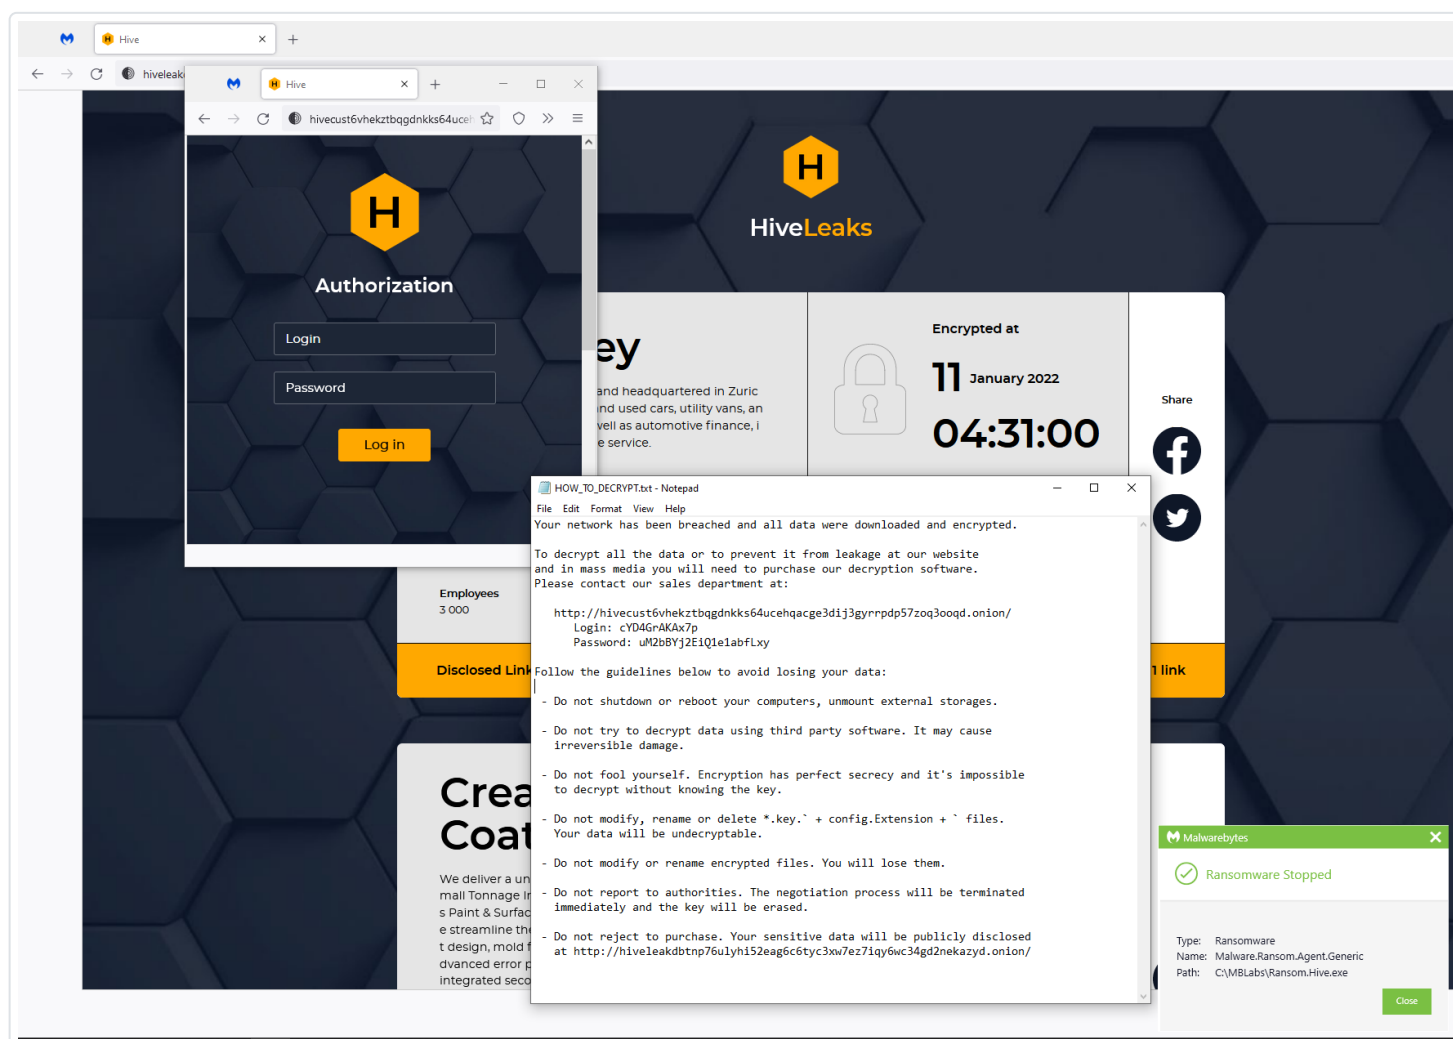 Hive
hiveleak
Hive
hivecust6vhekztbqgdnkks64uceh
H
Authorization
Login
Password
Log in
H
HiveLeaks
ey
and headquartered in Zuric
nd used cars, utility vans, an
well as automotive finance, i
e service.
Encrypted at
11 January 2022
04:31:00
Share
Employees
3 000
Disclosed Link
1 link
Crea
Coat
We deliver a un
mall Tonnage In
s Paint & Surfac
e streamline the
t design, mold f
dvanced error p
integrated seco
HOW_TO_DECRYPT.txt - Notepad
File Edit Format View Help
Your network has been breached and all data were downloaded and encrypted.
To decrypt all the data or to prevent it from leakage at our website
and in mass media you will need to purchase our decryption software.
Please contact our sales department at:
http://hivecust6vhekztbqgdnkks64ucehqacge3dij3gyrrpdp57zoq3ooqd.onion/
Login: cYD4GrAKAx7p
Password: uM2bBYj2EiQ1e1abfLxy
Follow the guidelines below to avoid losing your data:
- Do not shutdown or reboot your computers, unmount external storages.
- Do not try to decrypt data using third party software. It may cause
irreversible damage.
- Do not fool yourself. Encryption has perfect secrecy and it's impossible
to decrypt without knowing the key.
- Do not modify, rename or delete *.key.` + config.Extension + ` files.
Your data will be undecryptable.
- Do not modify or rename encrypted files. You will lose them.
- Do not report to authorities. The negotiation process will be terminated
immediately and the key will be erased.
- Do not reject to purchase. Your sensitive data will be publicly disclosed
at http://hiveleakdbtnp76ulyhi52eag6c6tyc3xw7ez7iqy6wc34gd2nekazyd.onion/
Malwarebytes
Ransomware Stopped
Type: Ransomware
Name: Malware.Ransom.Agent.Generic
Path: C:\MBLabs\Ransom.Hive.exe
Close